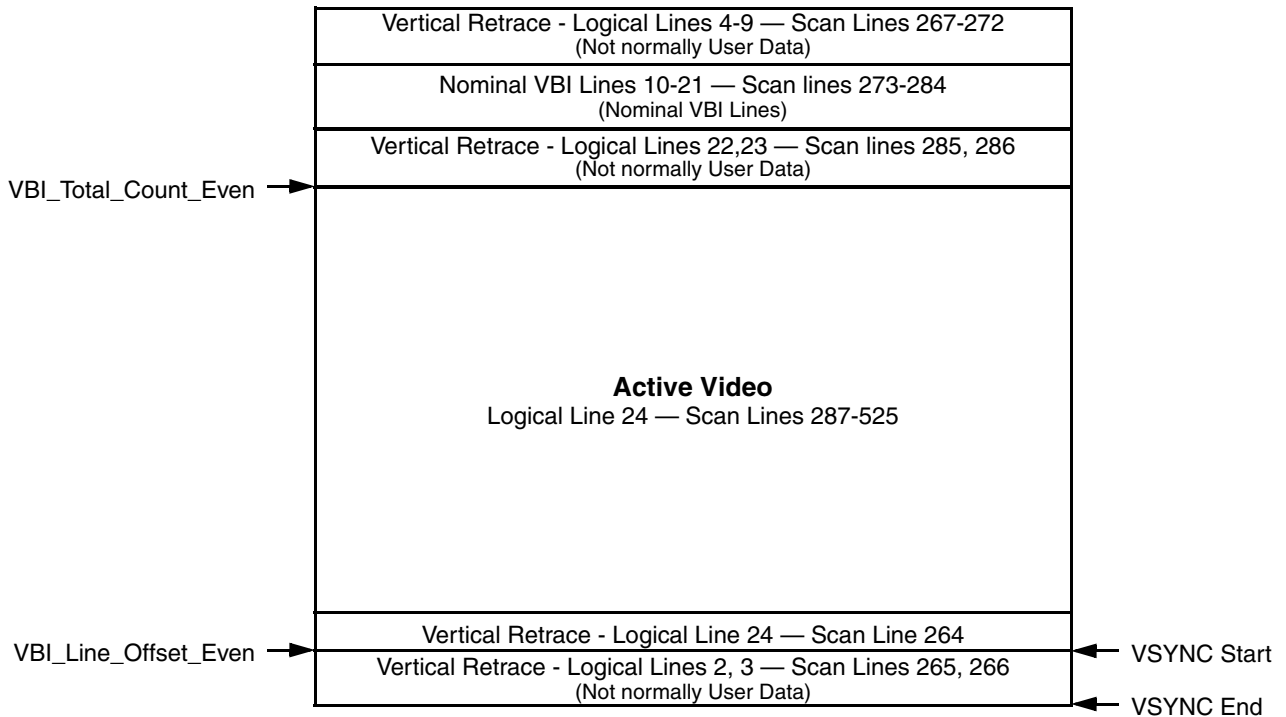 Vertical Retrace - Logical Lines 4-9 — Scan Lines 267-272
(Not normally User Data)
Nominal VBI Lines 10-21 — Scan lines 273-284
(Nominal VBI Lines)
Vertical Retrace - Logical Lines 22,23 — Scan lines 285, 286
(Not normally User Data)
VBI_Total_Count_Even
Active Video
Logical Line 24 — Scan Lines 287-525
Vertical Retrace - Logical Line 24 — Scan Line 264
VBI_Line_Offset_Even
VSYNC Start
Vertical Retrace - Logical Lines 2, 3 — Scan Lines 265, 266
(Not normally User Data)
VSYNC End